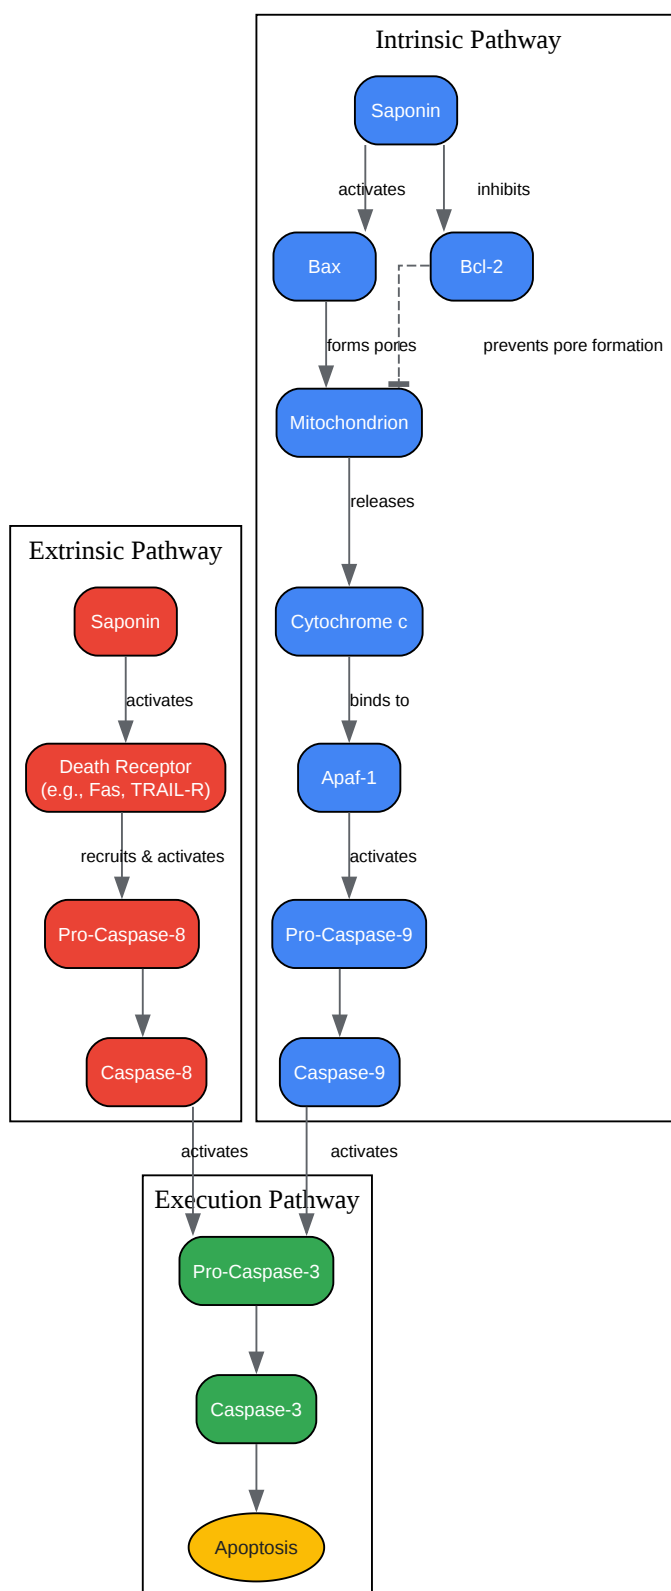 Intrinsic Pathway
Saponin
activates
inhibits
Bax
Bcl-2
forms pores
prevents pore formation
Mitochondrion
releases
Cytochrome c
binds to
Apaf-1
activates
Pro-Caspase-9
Caspase-9
activates
Extrinsic Pathway
Saponin
activates
Death Receptor
(e.g., Fas, TRAIL-R)
recruits & activates
Pro-Caspase-8
Caspase-8
activates
Execution Pathway
Pro-Caspase-3
Caspase-3
Apoptosis